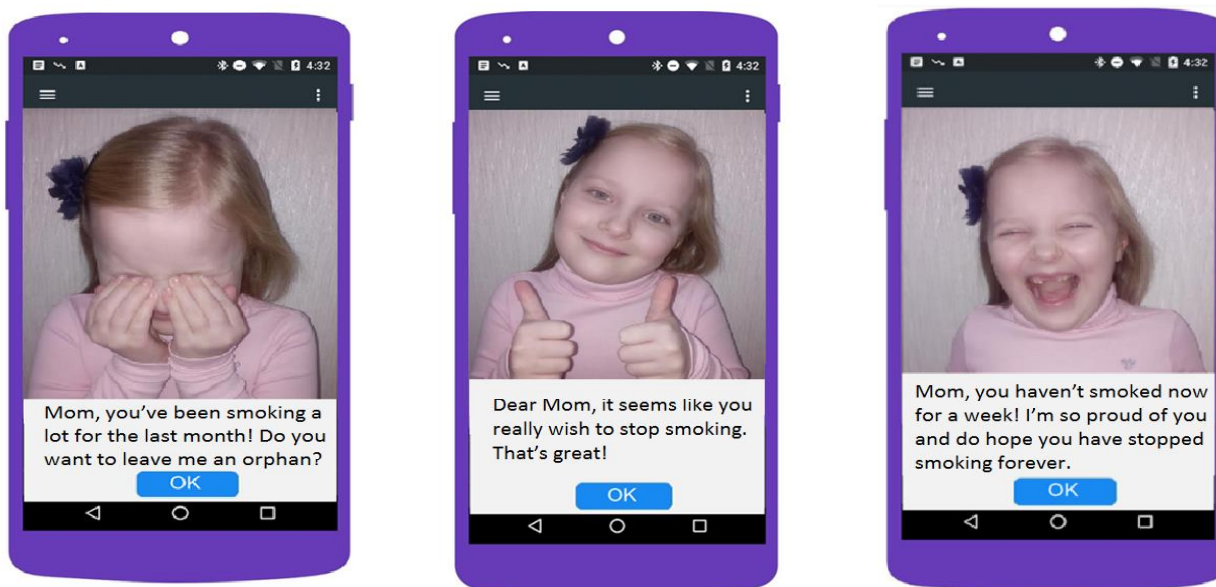 4:32
Mom, you've been smoking a
lot for the last month! Do you
want to leave me an orphan?
OK
4:32
Dear Mom, it seems like you
really wish to stop smoking.
That's great!
OK
4:32
Mom, you haven't smoked now
for a week! I'm so proud of you
and do hope you have stopped
smoking forever.
OK